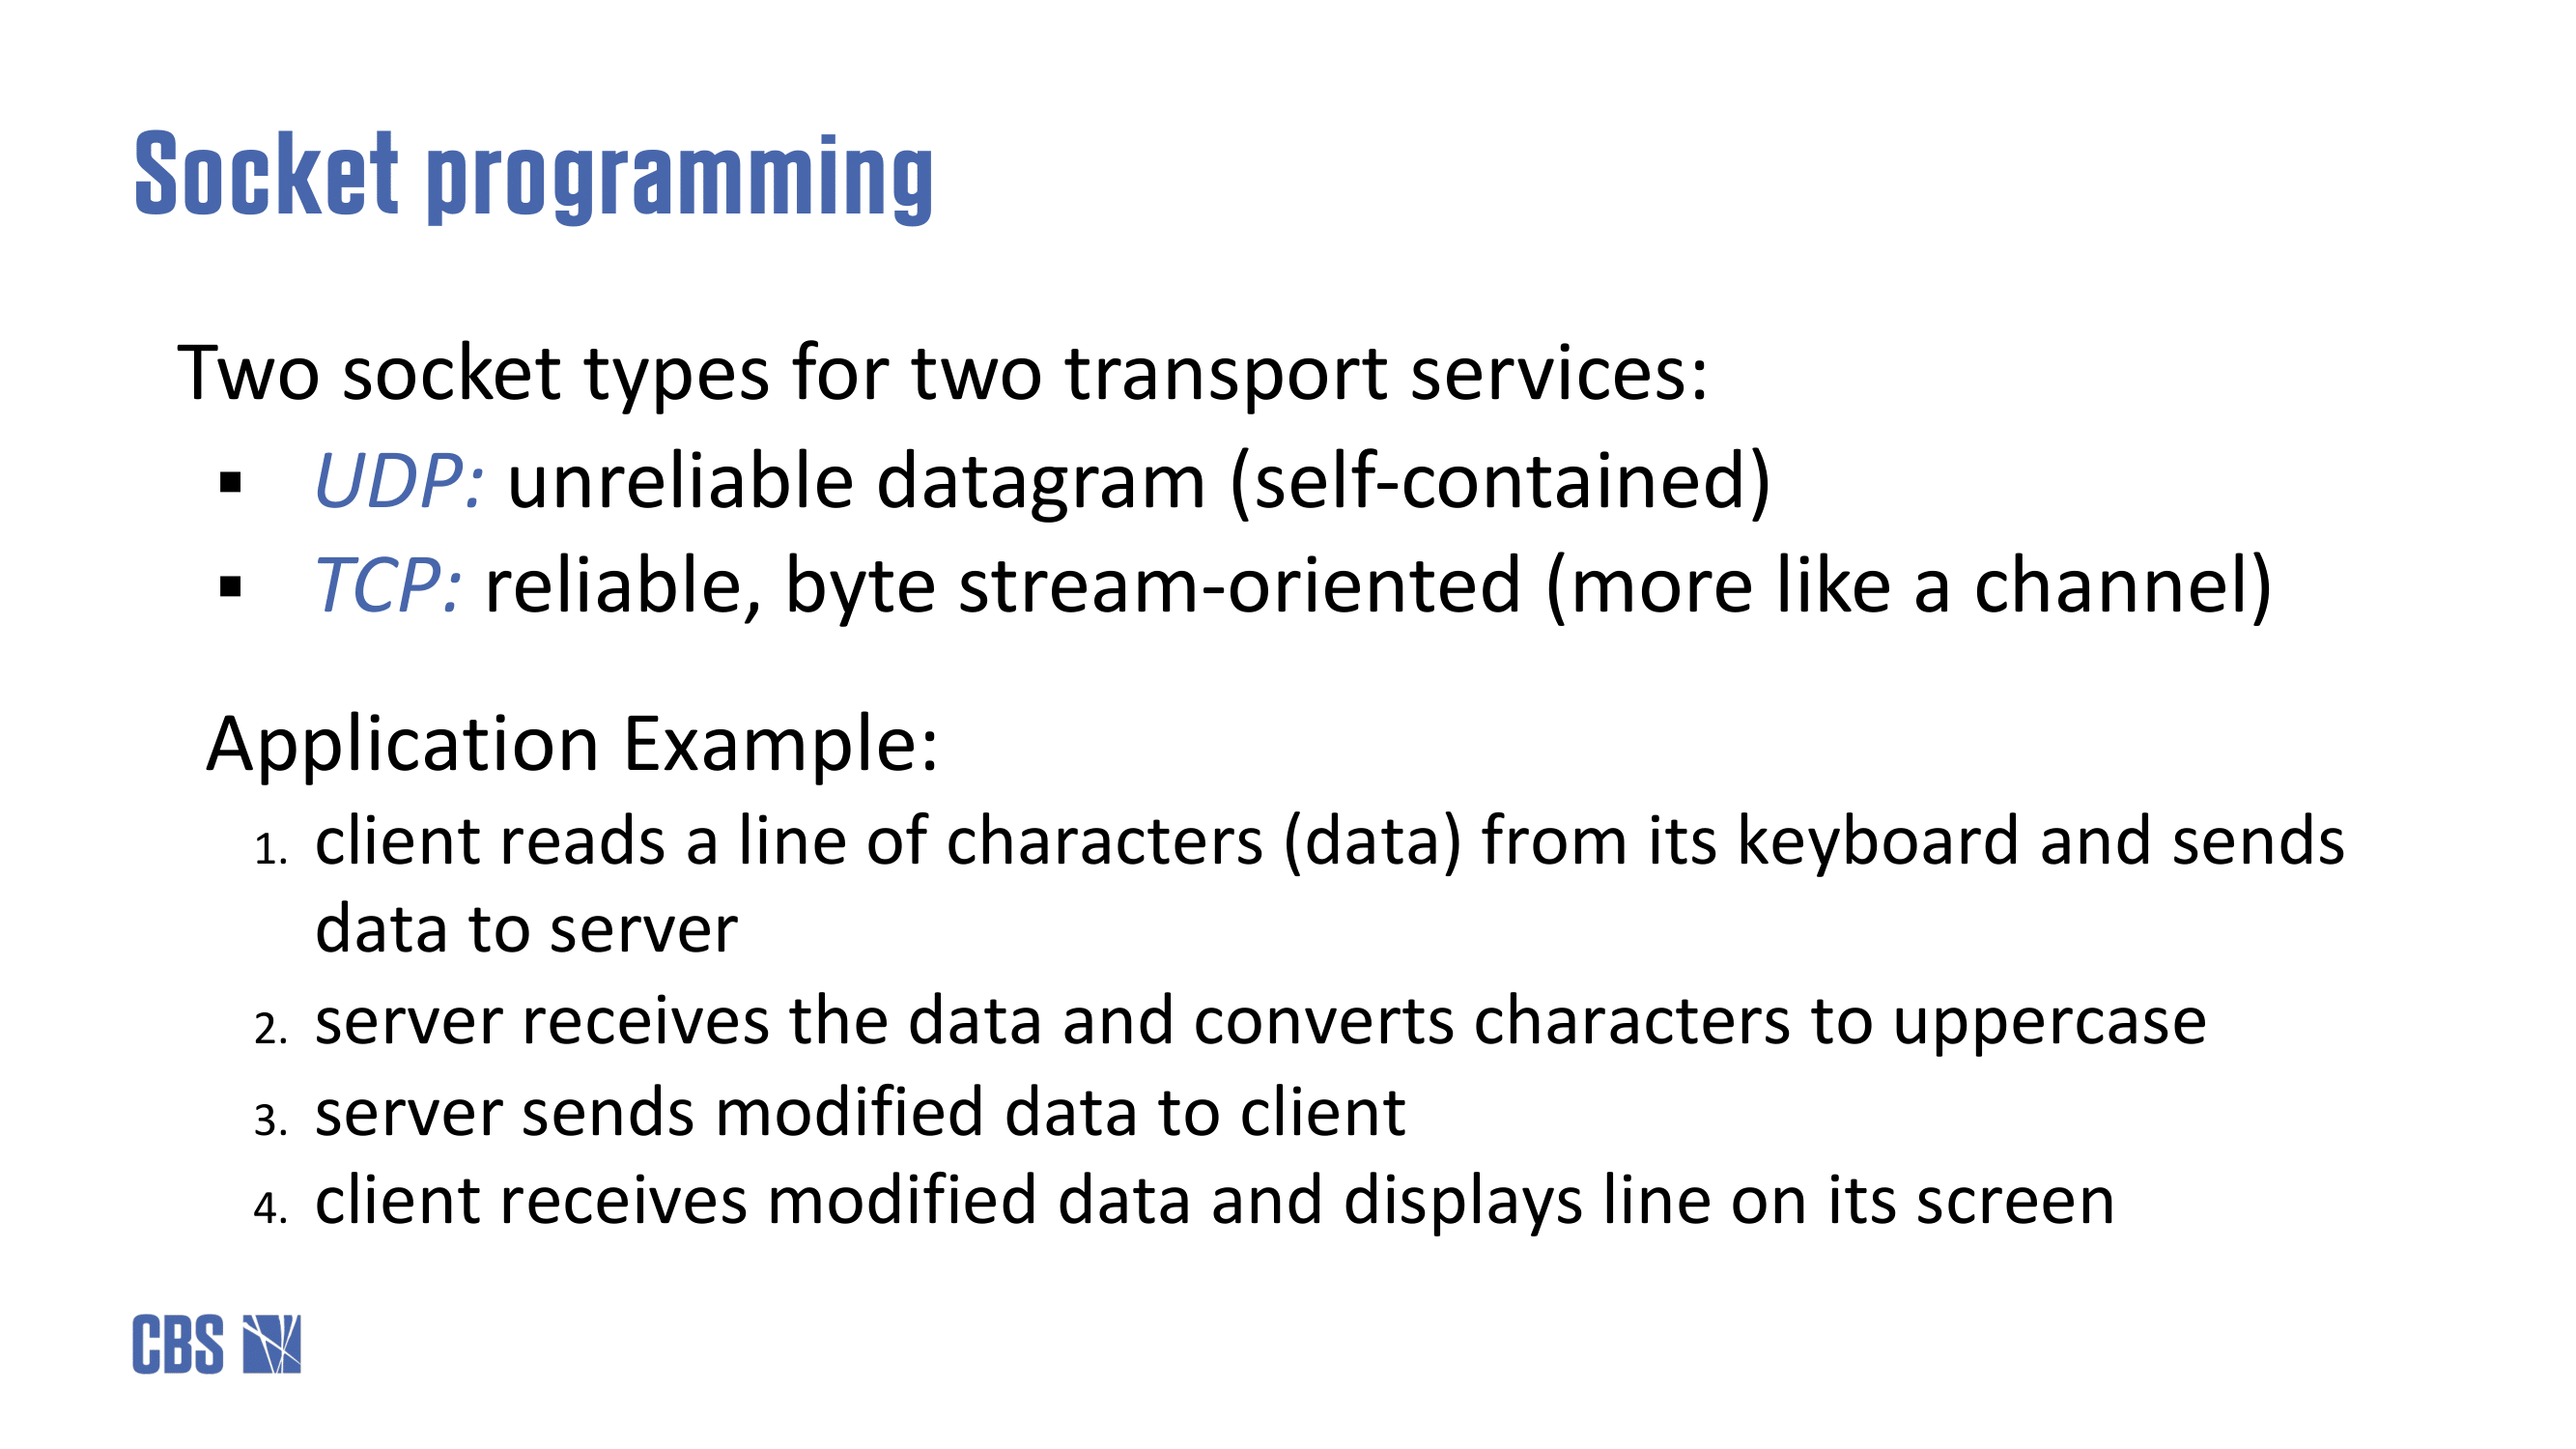 Socket programming
Two socket types for two transport services:
▪ UDP: unreliable datagram (self-contained)
▪ TCP: reliable, byte stream-oriented (more like a channel)
Application Example:
1. client reads a line of characters (data) from its keyboard and sends
data to server
2. server receives the data and converts characters to uppercase
3. server sends modified data to client
4. client receives modified data and displays line on its screen
CBS